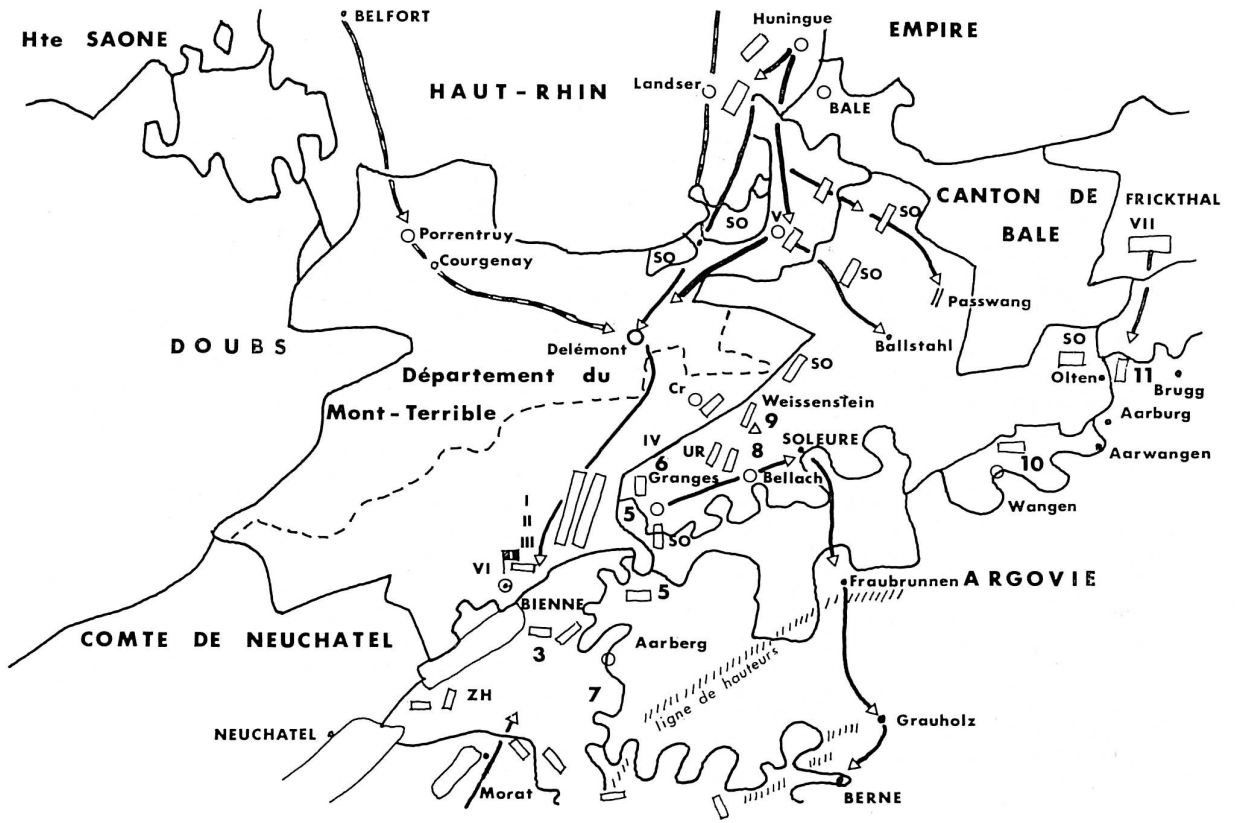 BELFORT
Hte SAONE
Huningue
EMPIRE
HAUT-RHIN
Landser
BALE
CANTON DE
BALE
FRICKTHAL
VII
SO
SO
V
SO
Porrentruy
Courgenay
SO
SO
Passwang
DOUBS
Delémont
Ballstahl
SO
Olten
11
Brugg
Département du
Mont-Terrible
SO
Cr
Weissenstein
9
Aarburg
SOLEURE
IV
UR
8
6
Granges
Bellach
10
Aarwangen
Wangen
I
II
III
5
SO
VI
Fraubrunnen
ARGOVIE
5
BIENNE
COMTE DE NEUCHATEL
3
Aarberg
ligne de hauteurs
ZH
7
NEUCHATEL
Grauholz
Morat
BERNE